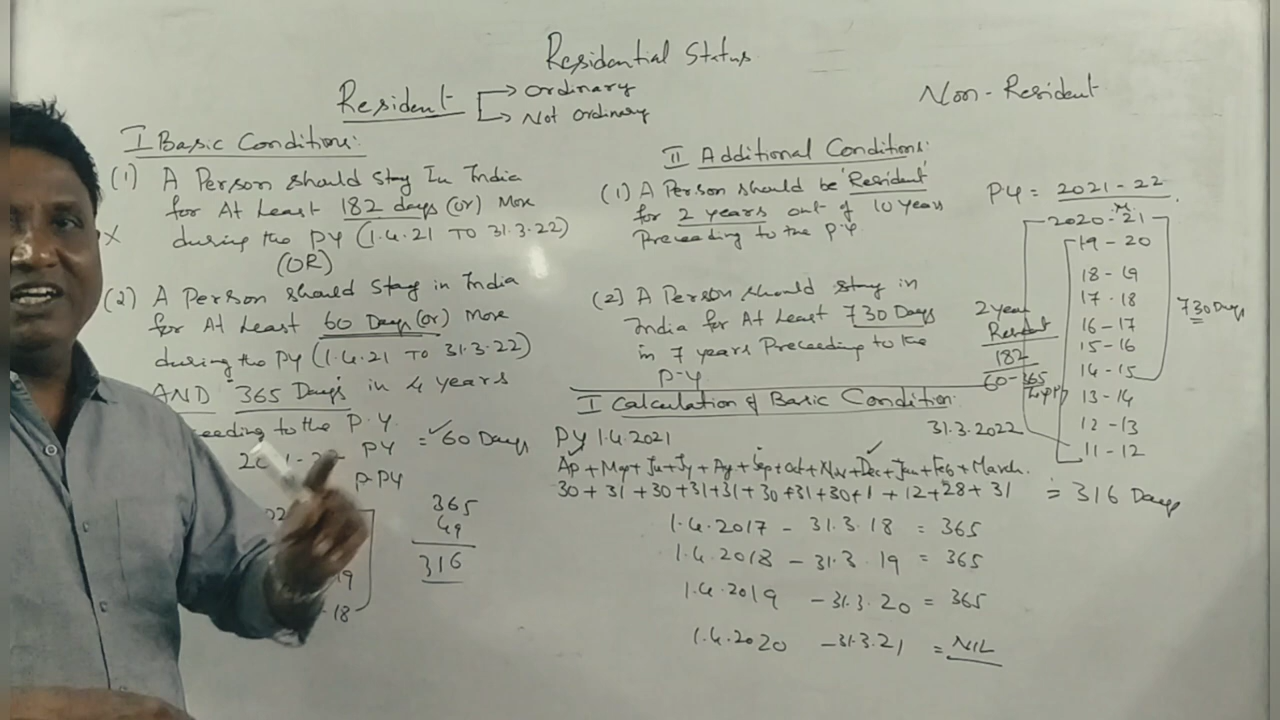 Residential Status
Resident → Ordinary
→ Not ordinary
Non-Resident
I Basic Conditions:
(1) A Person should Stay In India
for At Least 182 days (or) More
X during the PY (1.4.21 TO 31.3.22)
(OR)
(2) A Person should Stay in India
for At Least 60 Days (or) More
during the PY (1.4.21 TO 31.3.22)
AND "365 Days" in 4 years
ceeding to the P.Y.
PY = ✓60 Days
PPY
365
49
316
19
18
II Additional Conditions:
(1) A Person should be 'Resident'
for 2 years out of 10 years
Preceeding to the P.Y
(2) A Person should stay in
India for At Least 730 Days
in 7 years Preceeding to the
P.Y
PY = 2021-22
2020-21
19-20
18-19
17-18
16-17
15-16
14-15
13-14
12-13
11-12
730 Days
2 year
Resident
182
60-365
I Calculation of Basic Condition
PY 1.4.2021 31.3.2022
Ap + May + Ju + Jy + Ag + Sep + Oct + Nov + Dec + Jan + Feb + March.
30 + 31 + 30 + 31 + 31 + 30 + 31 + 30 + 1 + 12 + 28 + 31 = 316 Days
1.4.2017 - 31.3.18 = 365
1.4.2018 - 31.3.19 = 365
1.4.2019 - 31.3.20 = 365
1.4.2020 - 31.3.21 = NIL